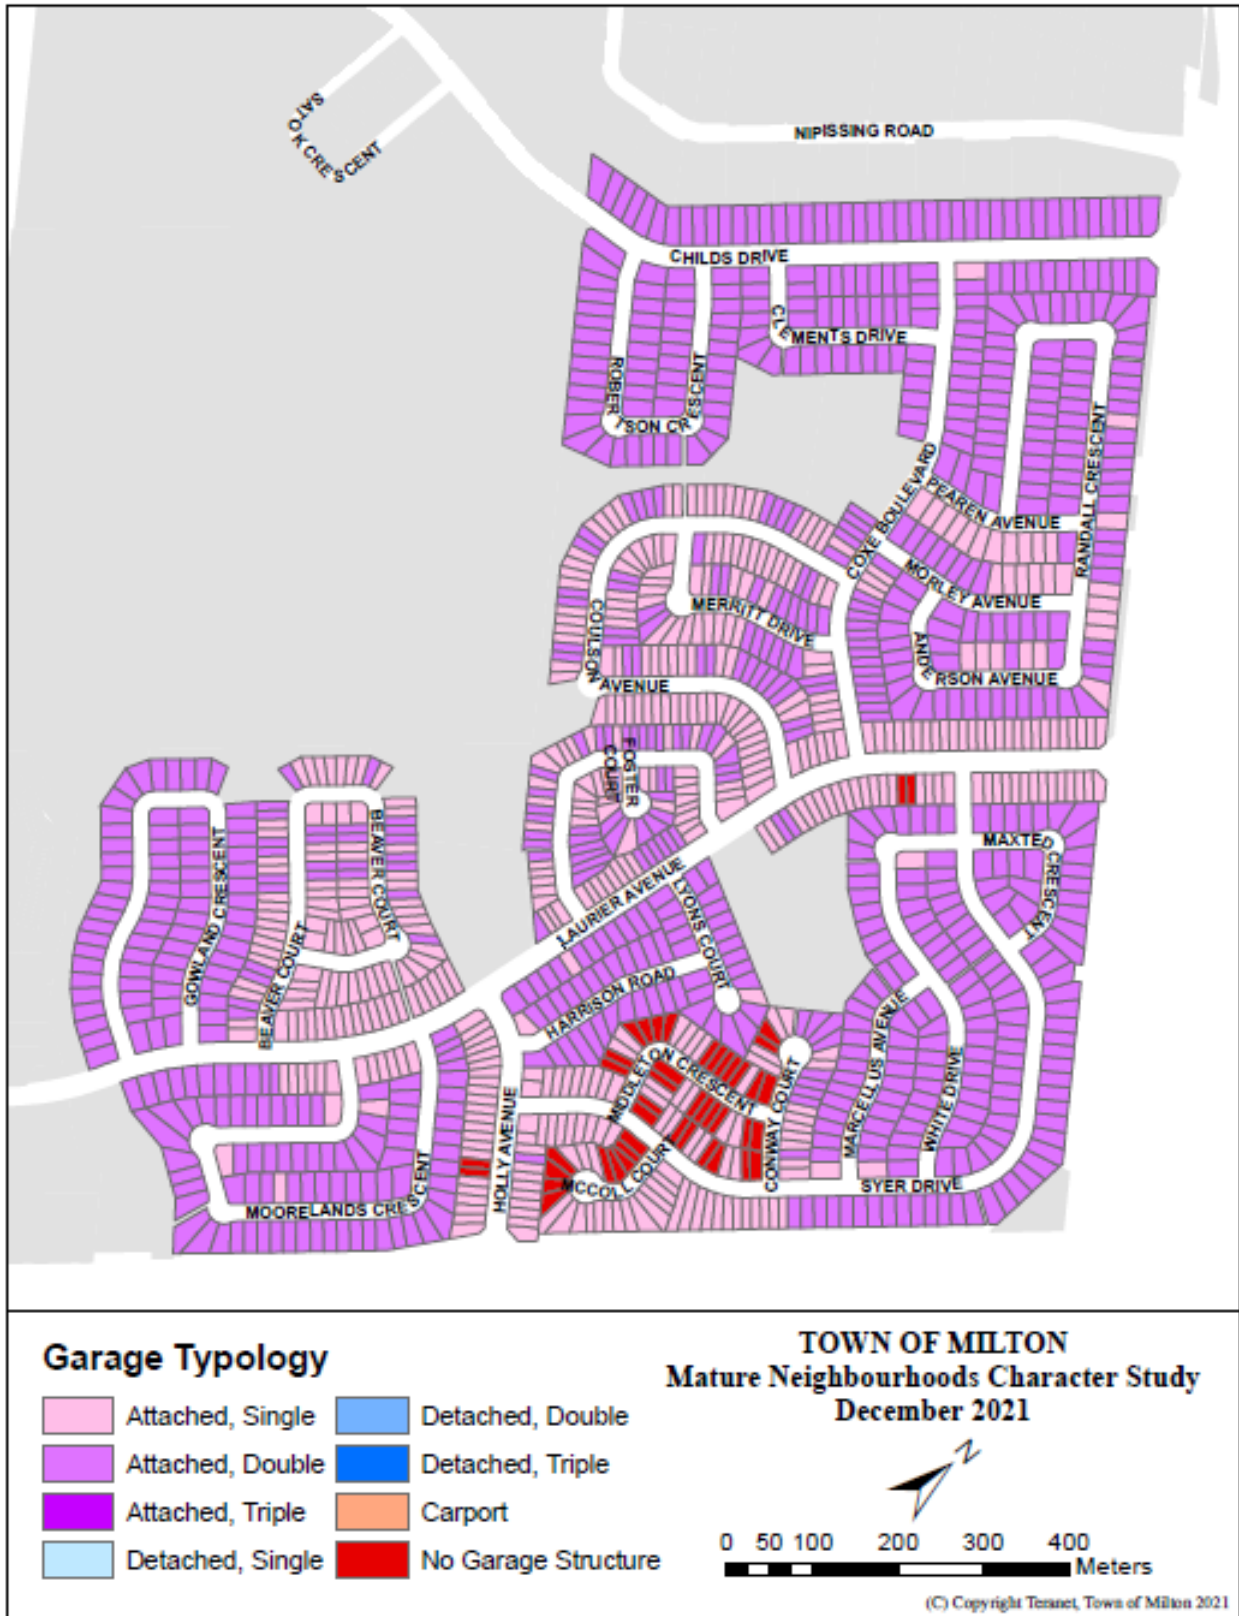 SATOK CRESCENT
NIPISSING ROAD
CHILDS DRIVE
CLEMENTS DRIVE
ROBERTSON CRESCENT
RANDALL CRESCENT
COXE BOULEVARD
PEAREN AVENUE
MORLEY AVENUE
MERRITT DRIVE
COULSON AVENUE
ANDERSON AVENUE
FOSTER COURT
BEAVER COURT
GOWLAND CRESCENT
MAXTED CRESCENT
LAURIER AVENUE
LYONS COURT
BEAVER COURT
HARRISON ROAD
MIDDLETON CRESCENT
CONWAY COURT
MARCELLUS AVENUE
WHITE DRIVE
HOLLY AVENUE
MCCOLL COURT
SYER DRIVE
MOORELANDS CRESCENT
Garage Typology
Attached, Single
Attached, Double
Attached, Triple
Detached, Single
Detached, Double
Detached, Triple
Carport
No Garage Structure
TOWN OF MILTON
Mature Neighbourhoods Character Study
December 2021
N
0 50 100 200 300 400
Meters
(C) Copyright Teranet, Town of Milton 2021